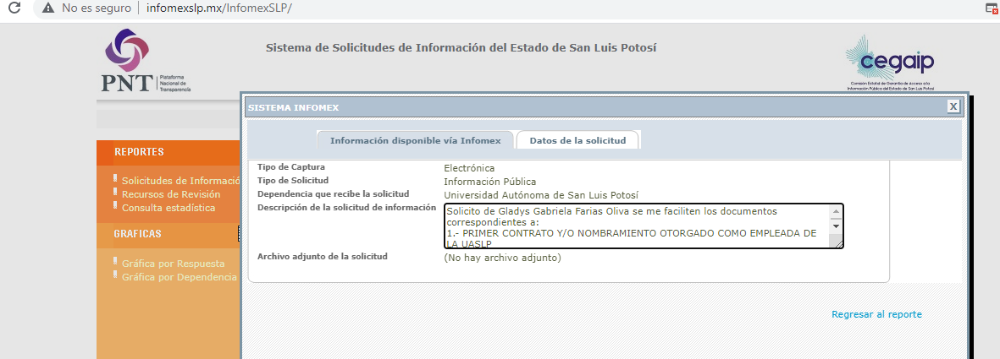 No es seguro | infomexslp.mx/InfomexSLP/
PNT Plataforma Nacional de Transparencia
Sistema de Solicitudes de Información del Estado de San Luis Potosí
cegaip
Comisión Estatal de Garantía de Acceso a la
Información Pública del Estado de San Luis Potosí
SISTEMA INFOMEX X
Información disponible vía Infomex Datos de la solicitud
REPORTES
Solicitudes de Informació
Recursos de Revisión
Consulta estadística
GRAFICAS
Gráfica por Respuesta
Gráfica por Dependencia
Tipo de Captura Electrónica
Tipo de Solicitud Información Pública
Dependencia que recibe la solicitud Universidad Autónoma de San Luis Potosí
Descripción de la solicitud de información Solicito de Gladys Gabriela Farias Oliva se me faciliten los documentos
correspondientes a:
1.- PRIMER CONTRATO Y/O NOMBRAMIENTO OTORGADO COMO EMPLEADA DE
LA UASLP
Archivo adjunto de la solicitud (No hay archivo adjunto)
Regresar al reporte